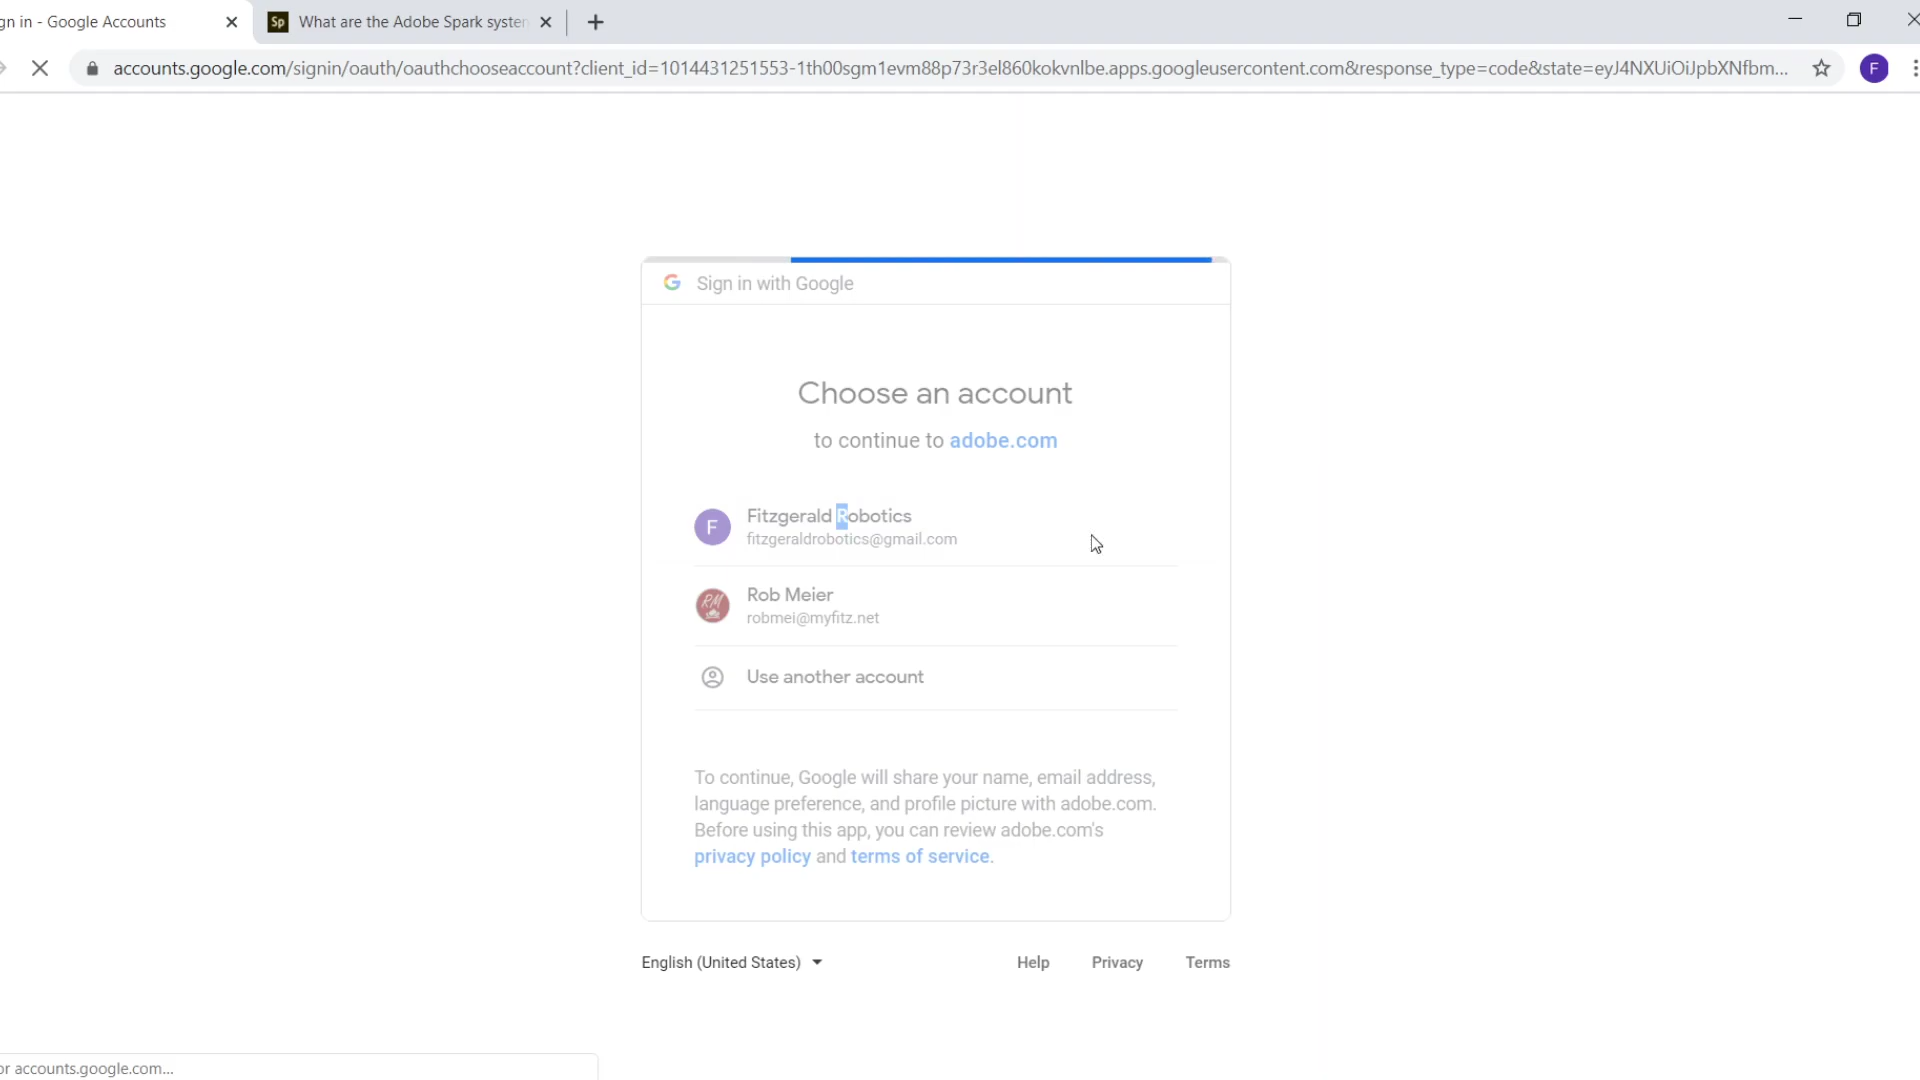 gn in - Google Accounts
Sp What are the Adobe Spark system
accounts.google.com/signin/oauth/oauthchooseaccount?client_id=1014431251553-1th00sgm1evm88p73r3el860kokvnlbe.apps.googleusercontent.com&response_type=code&state=eyJ4NXUiOiJpbXNfbm...
F
G Sign in with Google
Choose an account
to continue to adobe.com
F Fitzgerald Robotics
fitzgeraldrobotics@gmail.com
RM Rob Meier
robmei@myfitz.net
Use another account
To continue, Google will share your name, email address,
language preference, and profile picture with adobe.com.
Before using this app, you can review adobe.com's
privacy policy and terms of service.
English (United States)
Help Privacy Terms
or accounts.google.com...